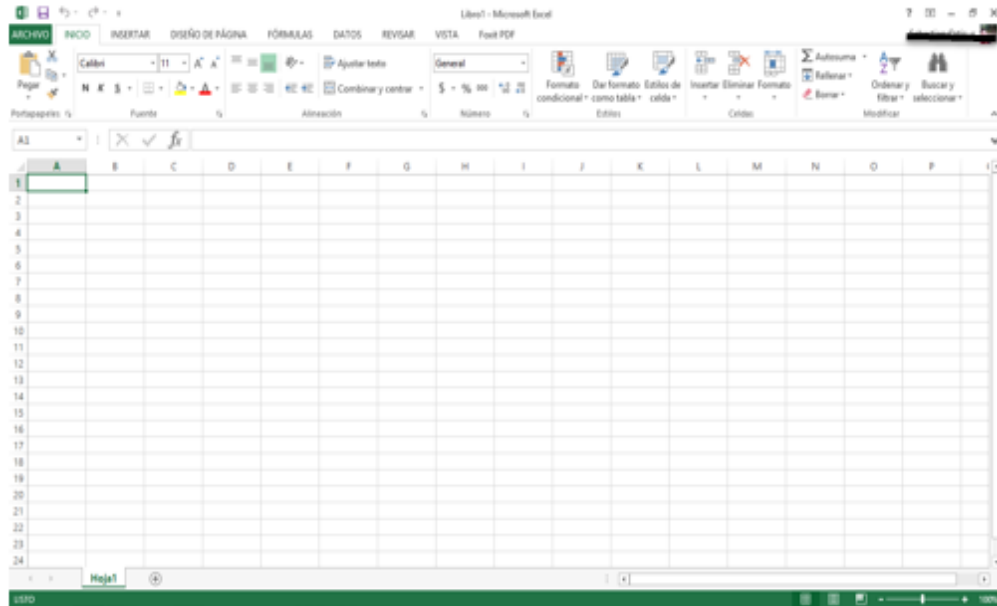 Libro1 - Microsoft Excel
ARCHIVO INICIO INSERTAR DISEÑO DE PÁGINA FÓRMULAS DATOS REVISAR VISTA Foxit PDF
Pegar
Calibri 11
N K S
Ajustar texto
Combinar y centrar
General
$ % 000
Formato condicional
Dar formato como tabla
Estilos de celda
Insertar Eliminar Formato
Autosuma
Rellenar
Borrar
Ordenar y filtrar
Buscar y seleccionar
Portapapeles Fuente Alineación Número Estilos Celdas Modificar
A1 fx
A B C D E F G H I J K L M N O P
1
2
3
4
5
6
7
8
9
10
11
12
13
14
15
16
17
18
19
20
21
22
23
24
Hoja1
LISTO 100%